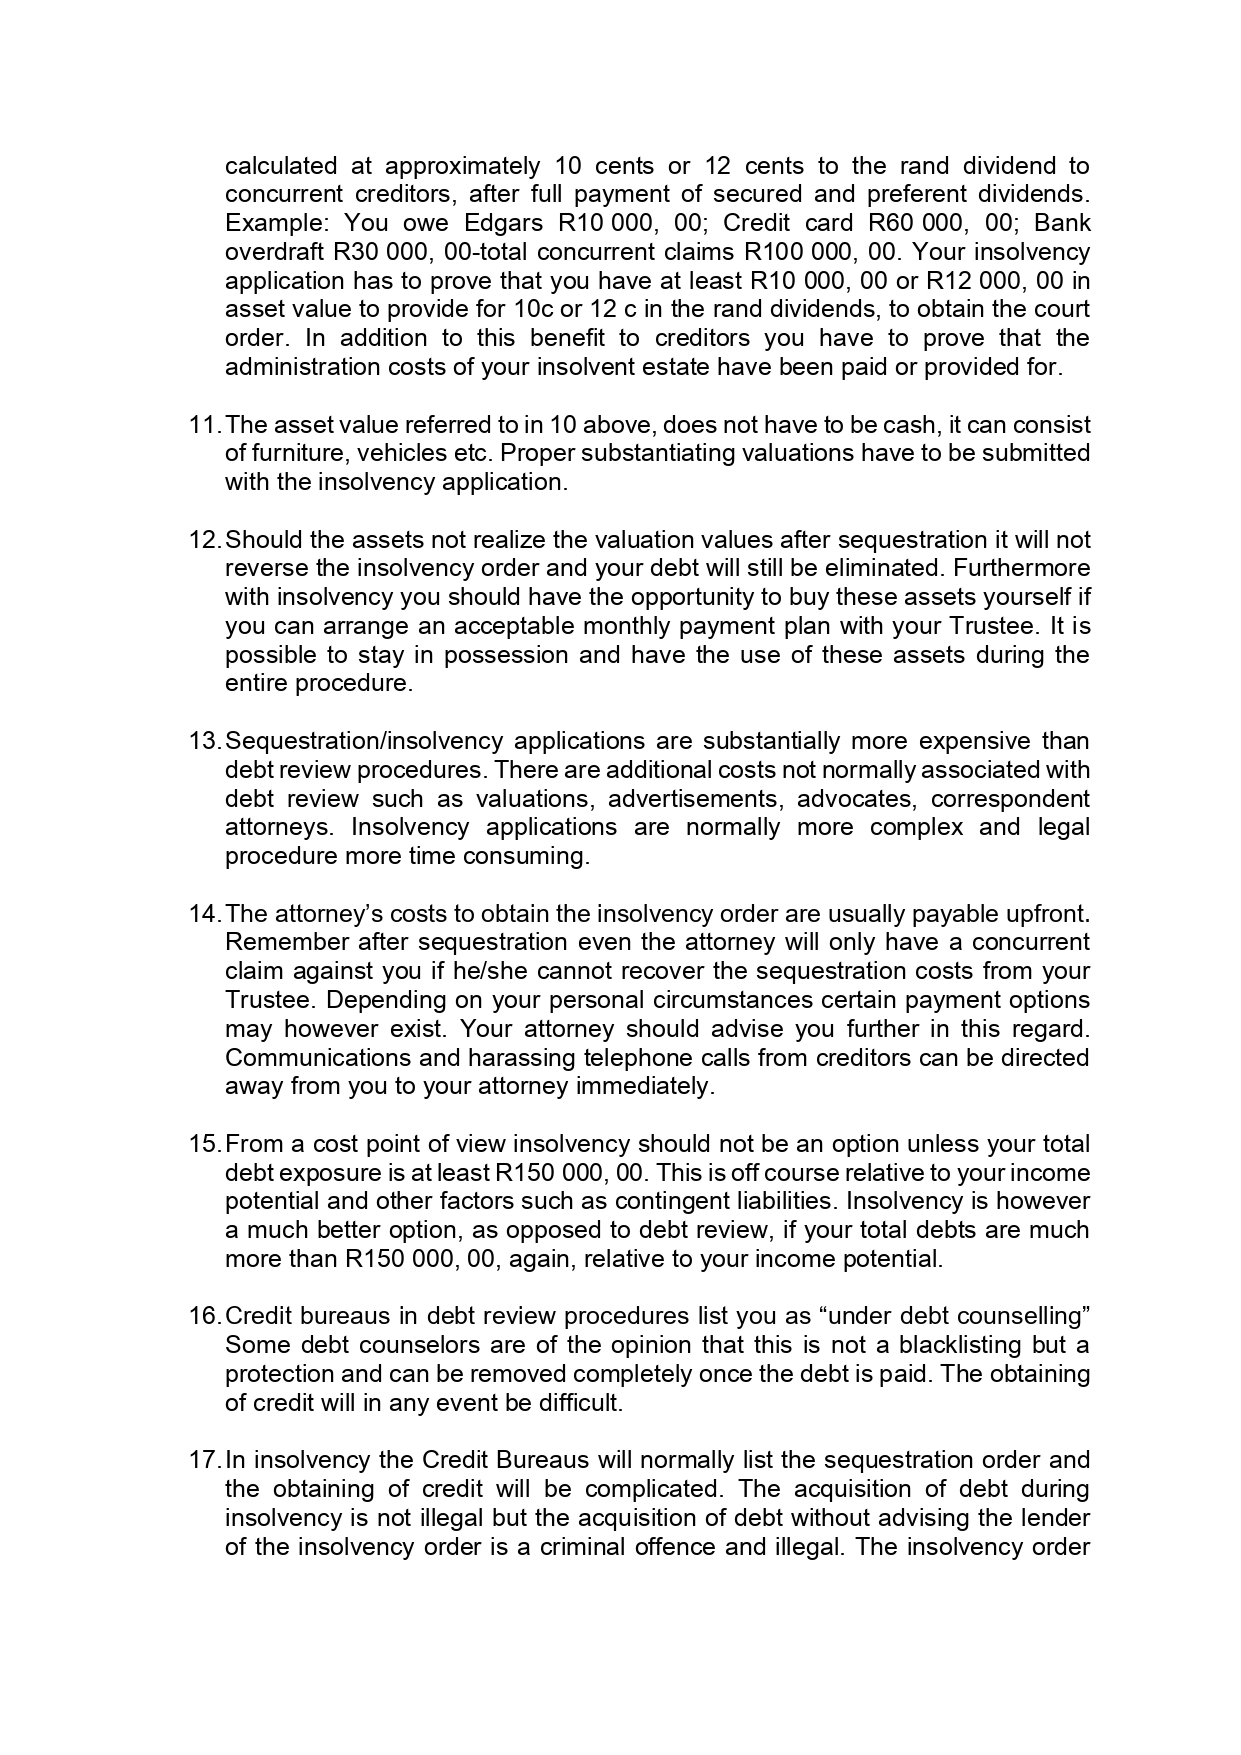 calculated at approximately 10 cents or 12 cents to the rand dividend to
concurrent creditors, after full payment of secured and preferent dividends.
Example: You owe Edgars R10 000, 00; Credit card R60 000, 00; Bank
overdraft R30 000, 00-total concurrent claims R100 000, 00. Your insolvency
application has to prove that you have at least R10 000, 00 or R12 000, 00 in
asset value to provide for 10c or 12 c in the rand dividends, to obtain the court
order. In addition to this benefit to creditors you have to prove that the
administration costs of your insolvent estate have been paid or provided for.
11. The asset value referred to in 10 above, does not have to be cash, it can consist
of furniture, vehicles etc. Proper substantiating valuations have to be submitted
with the insolvency application.
12. Should the assets not realize the valuation values after sequestration it will not
reverse the insolvency order and your debt will still be eliminated. Furthermore
with insolvency you should have the opportunity to buy these assets yourself if
you can arrange an acceptable monthly payment plan with your Trustee. It is
possible to stay in possession and have the use of these assets during the
entire procedure.
13. Sequestration/insolvency applications are substantially more expensive than
debt review procedures. There are additional costs not normally associated with
debt review such as valuations, advertisements, advocates, correspondent
attorneys. Insolvency applications are normally more complex and legal
procedure more time consuming.
14. The attorney’s costs to obtain the insolvency order are usually payable upfront.
Remember after sequestration even the attorney will only have a concurrent
claim against you if he/she cannot recover the sequestration costs from your
Trustee. Depending on your personal circumstances certain payment options
may however exist. Your attorney should advise you further in this regard.
Communications and harassing telephone calls from creditors can be directed
away from you to your attorney immediately.
15. From a cost point of view insolvency should not be an option unless your total
debt exposure is at least R150 000, 00. This is off course relative to your income
potential and other factors such as contingent liabilities. Insolvency is however
a much better option, as opposed to debt review, if your total debts are much
more than R150 000, 00, again, relative to your income potential.
16. Credit bureaus in debt review procedures list you as “under debt counselling”
Some debt counselors are of the opinion that this is not a blacklisting but a
protection and can be removed completely once the debt is paid. The obtaining
of credit will in any event be difficult.
17. In insolvency the Credit Bureaus will normally list the sequestration order and
the obtaining of credit will be complicated. The acquisition of debt during
insolvency is not illegal but the acquisition of debt without advising the lender
of the insolvency order is a criminal offence and illegal. The insolvency order